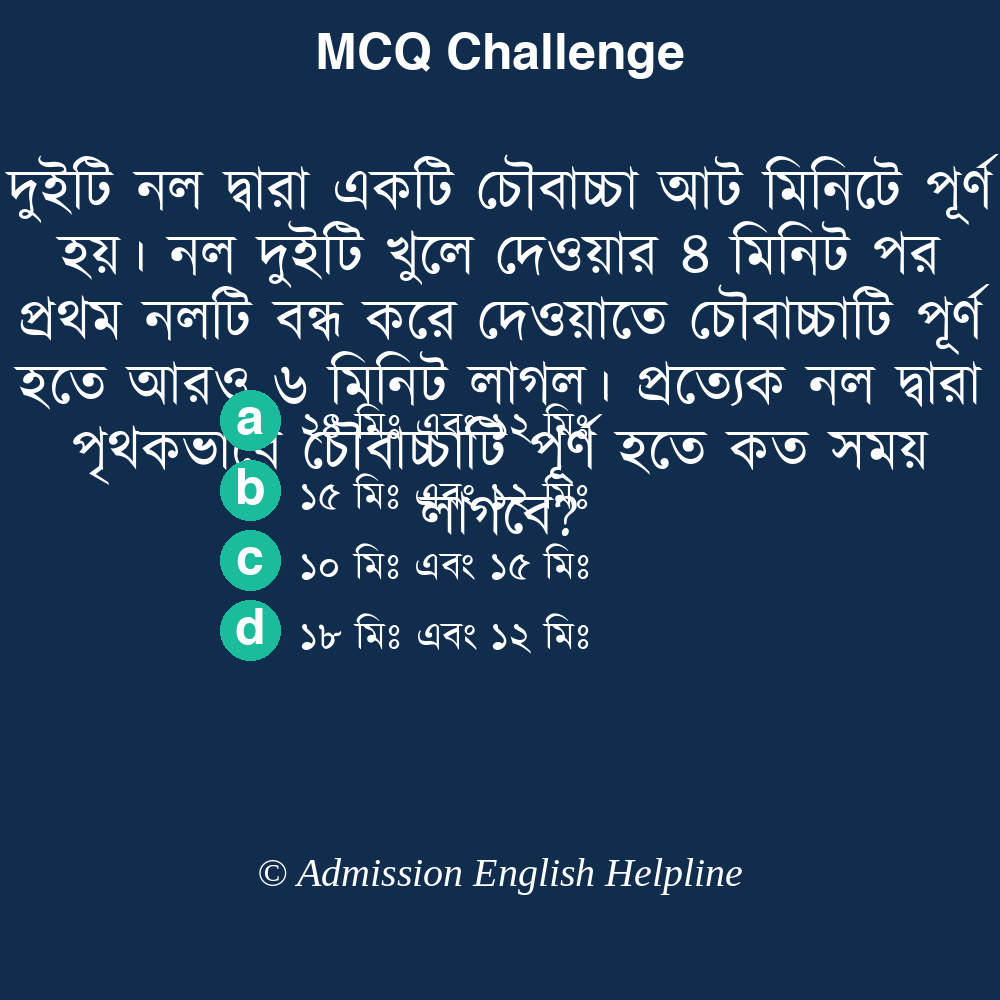 MCQ Challenge
দুইটি নল দ্বারা একটি চৌবাচ্চা আট মিনিটে পূর্ণ
হয়। নল দুইটি খুলে দেওয়ার ৪ মিনিট পর
প্রথম নলটি বন্ধ করে দেওয়াতে চৌবাচ্চাটি পূর্ণ
হতে আরও ৬ মিনিট লাগল। প্রত্যেক নল দ্বারা
a ২৪ মিঃ এবং ১২ মিঃ
পৃথকভাবে চৌবাচ্চাটি পূর্ণ হতে কত সময়
b ১৫ মিঃ এবং ১২ মিঃ
লাগবে?
c ১০ মিঃ এবং ১৫ মিঃ
d ১৮ মিঃ এবং ১২ মিঃ
© Admission English Helpline